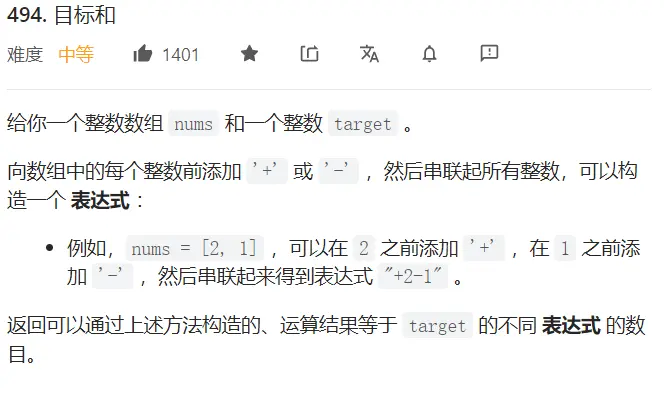 494. 目标和
难度 中等 1401
给你一个整数数组 nums 和一个整数 target 。
向数组中的每个整数前添加 '+' 或 '-' ，然后串联起所有整数，可以构
造一个 表达式 ：
例如，nums = [2, 1] ，可以在 2 之前添加 '+' ，在 1 之前添
加 '-' ，然后串联起来得到表达式 "+2-1" 。
返回可以通过上述方法构造的、运算结果等于 target 的不同 表达式 的数
目。